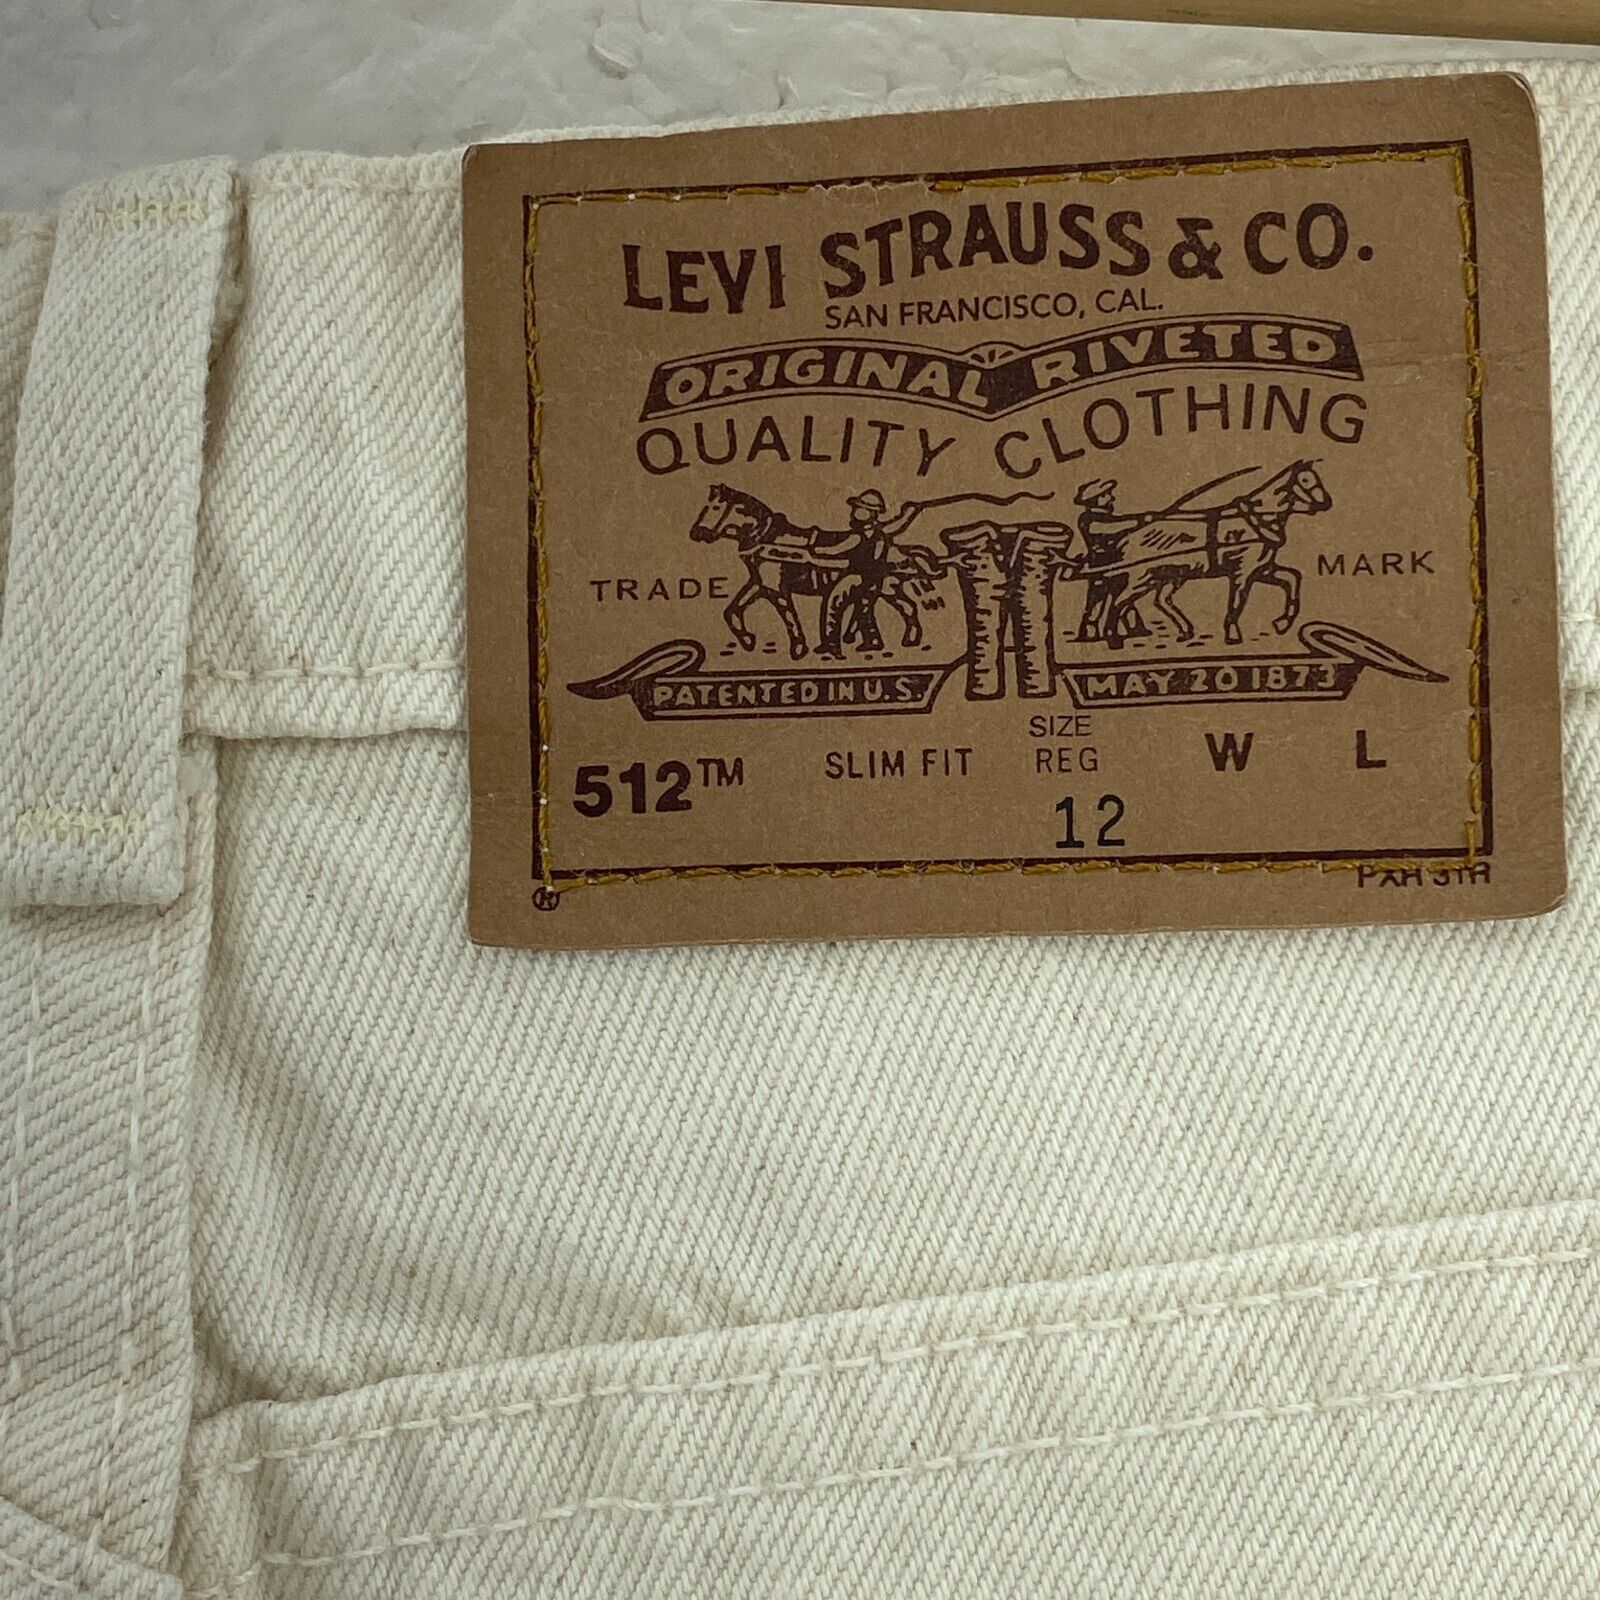 LEVI STRAUSS & CO.
SAN FRANCISCO, CAL.
ORIGINAL RIVETED
QUALITY CLOTHING
TRADE MARK
PATENTED IN U.S. MAY 20 1873
512™ SLIM FIT SIZE REG 12 W L
®